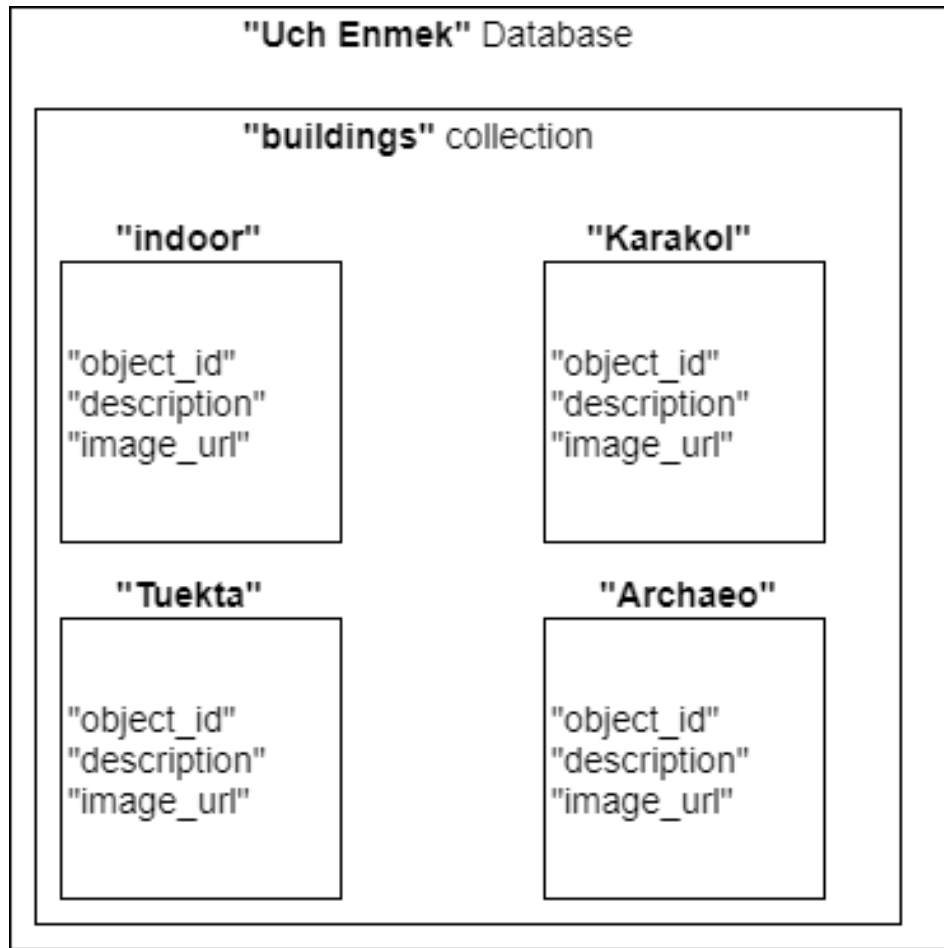 "Uch Enmek" Database
"buildings" collection
"indoor"
"object_id"
"description"
"image_url"
"Karakol"
"object_id"
"description"
"image_url"
"Tuekta"
"object_id"
"description"
"image_url"
"Archaeo"
"object_id"
"description"
"image_url"